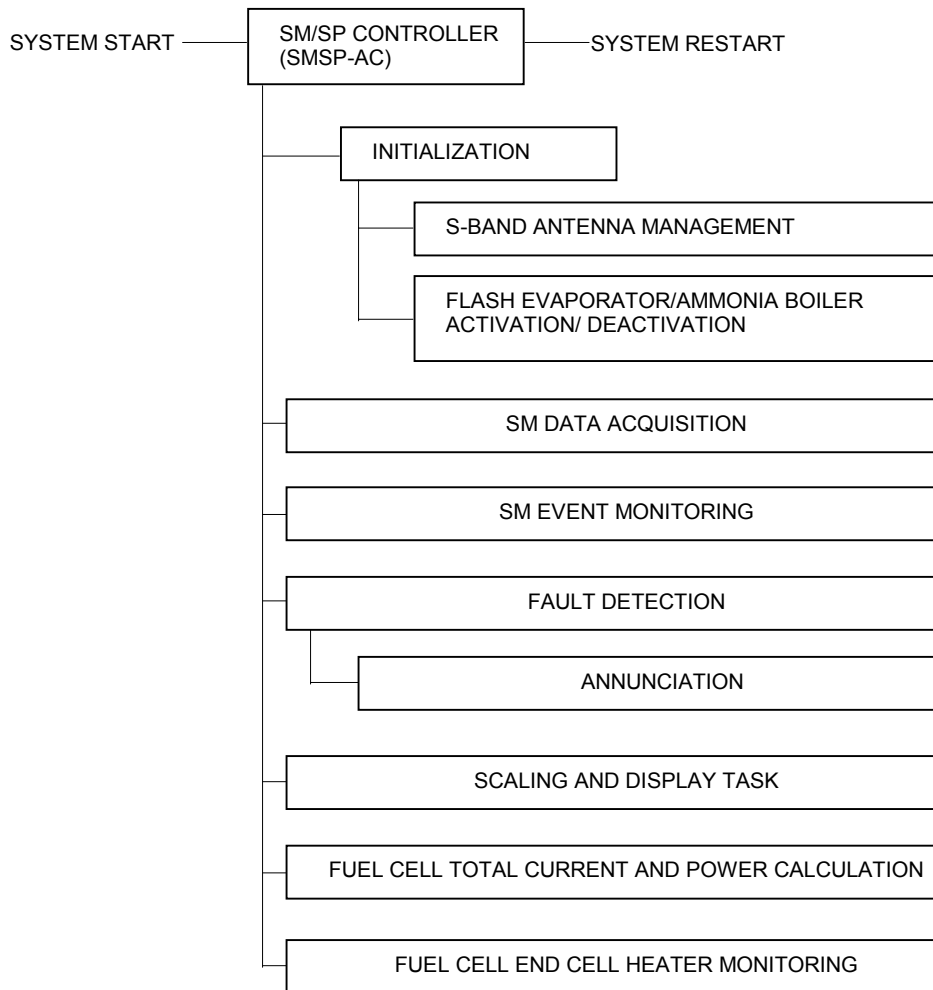 SYSTEM START
SM/SP CONTROLLER
(SMSP-AC)
SYSTEM RESTART
INITIALIZATION
S-BAND ANTENNA MANAGEMENT
FLASH EVAPORATOR/AMMONIA BOILER
ACTIVATION/ DEACTIVATION
SM DATA ACQUISITION
SM EVENT MONITORING
FAULT DETECTION
ANNUNCIATION
SCALING AND DISPLAY TASK
FUEL CELL TOTAL CURRENT AND POWER CALCULATION
FUEL CELL END CELL HEATER MONITORING